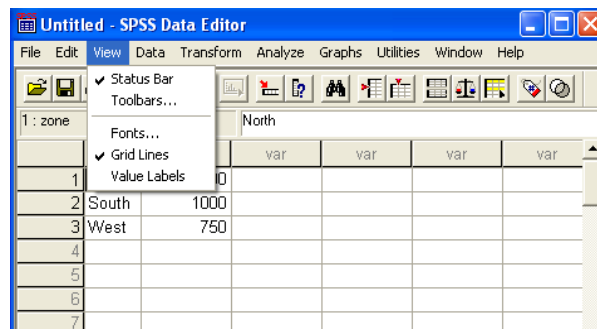 Untitled - SPSS Data Editor
File Edit View Data Transform Analyze Graphs Utilities Window Help
Status Bar
Toolbars...
1 : zone North
Fonts...
Grid Lines
Value Labels
var var var var
1 0
2 South 1000
3 West 750
4
5
6
7